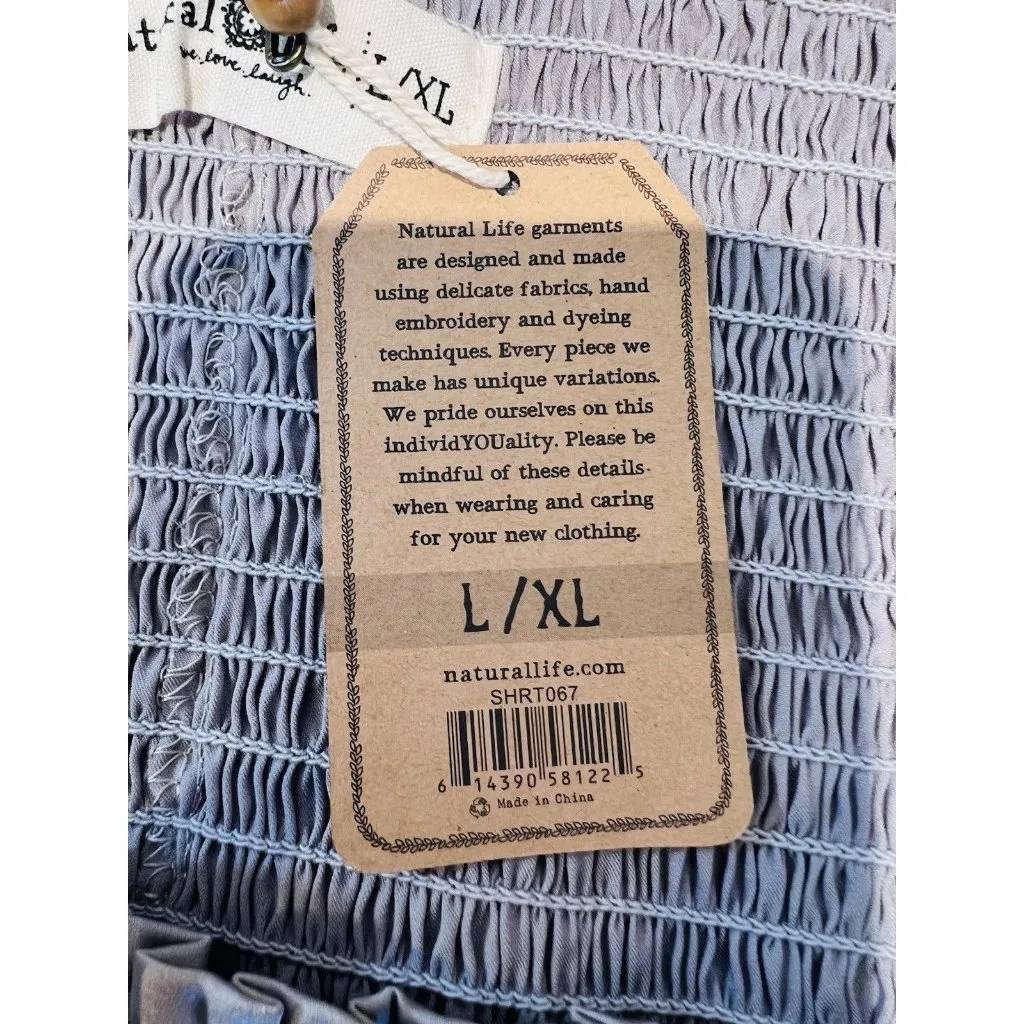 love laugh.
L/XL
Natural Life garments
are designed and made
using delicate fabrics, hand
embroidery and dyeing
techniques. Every piece we
make has unique variations.
We pride ourselves on this
individYOUality. Please be
mindful of these details
when wearing and caring
for your new clothing.
L/XL
naturallife.com
SHRT067
6 14390 58122 5
Made in China